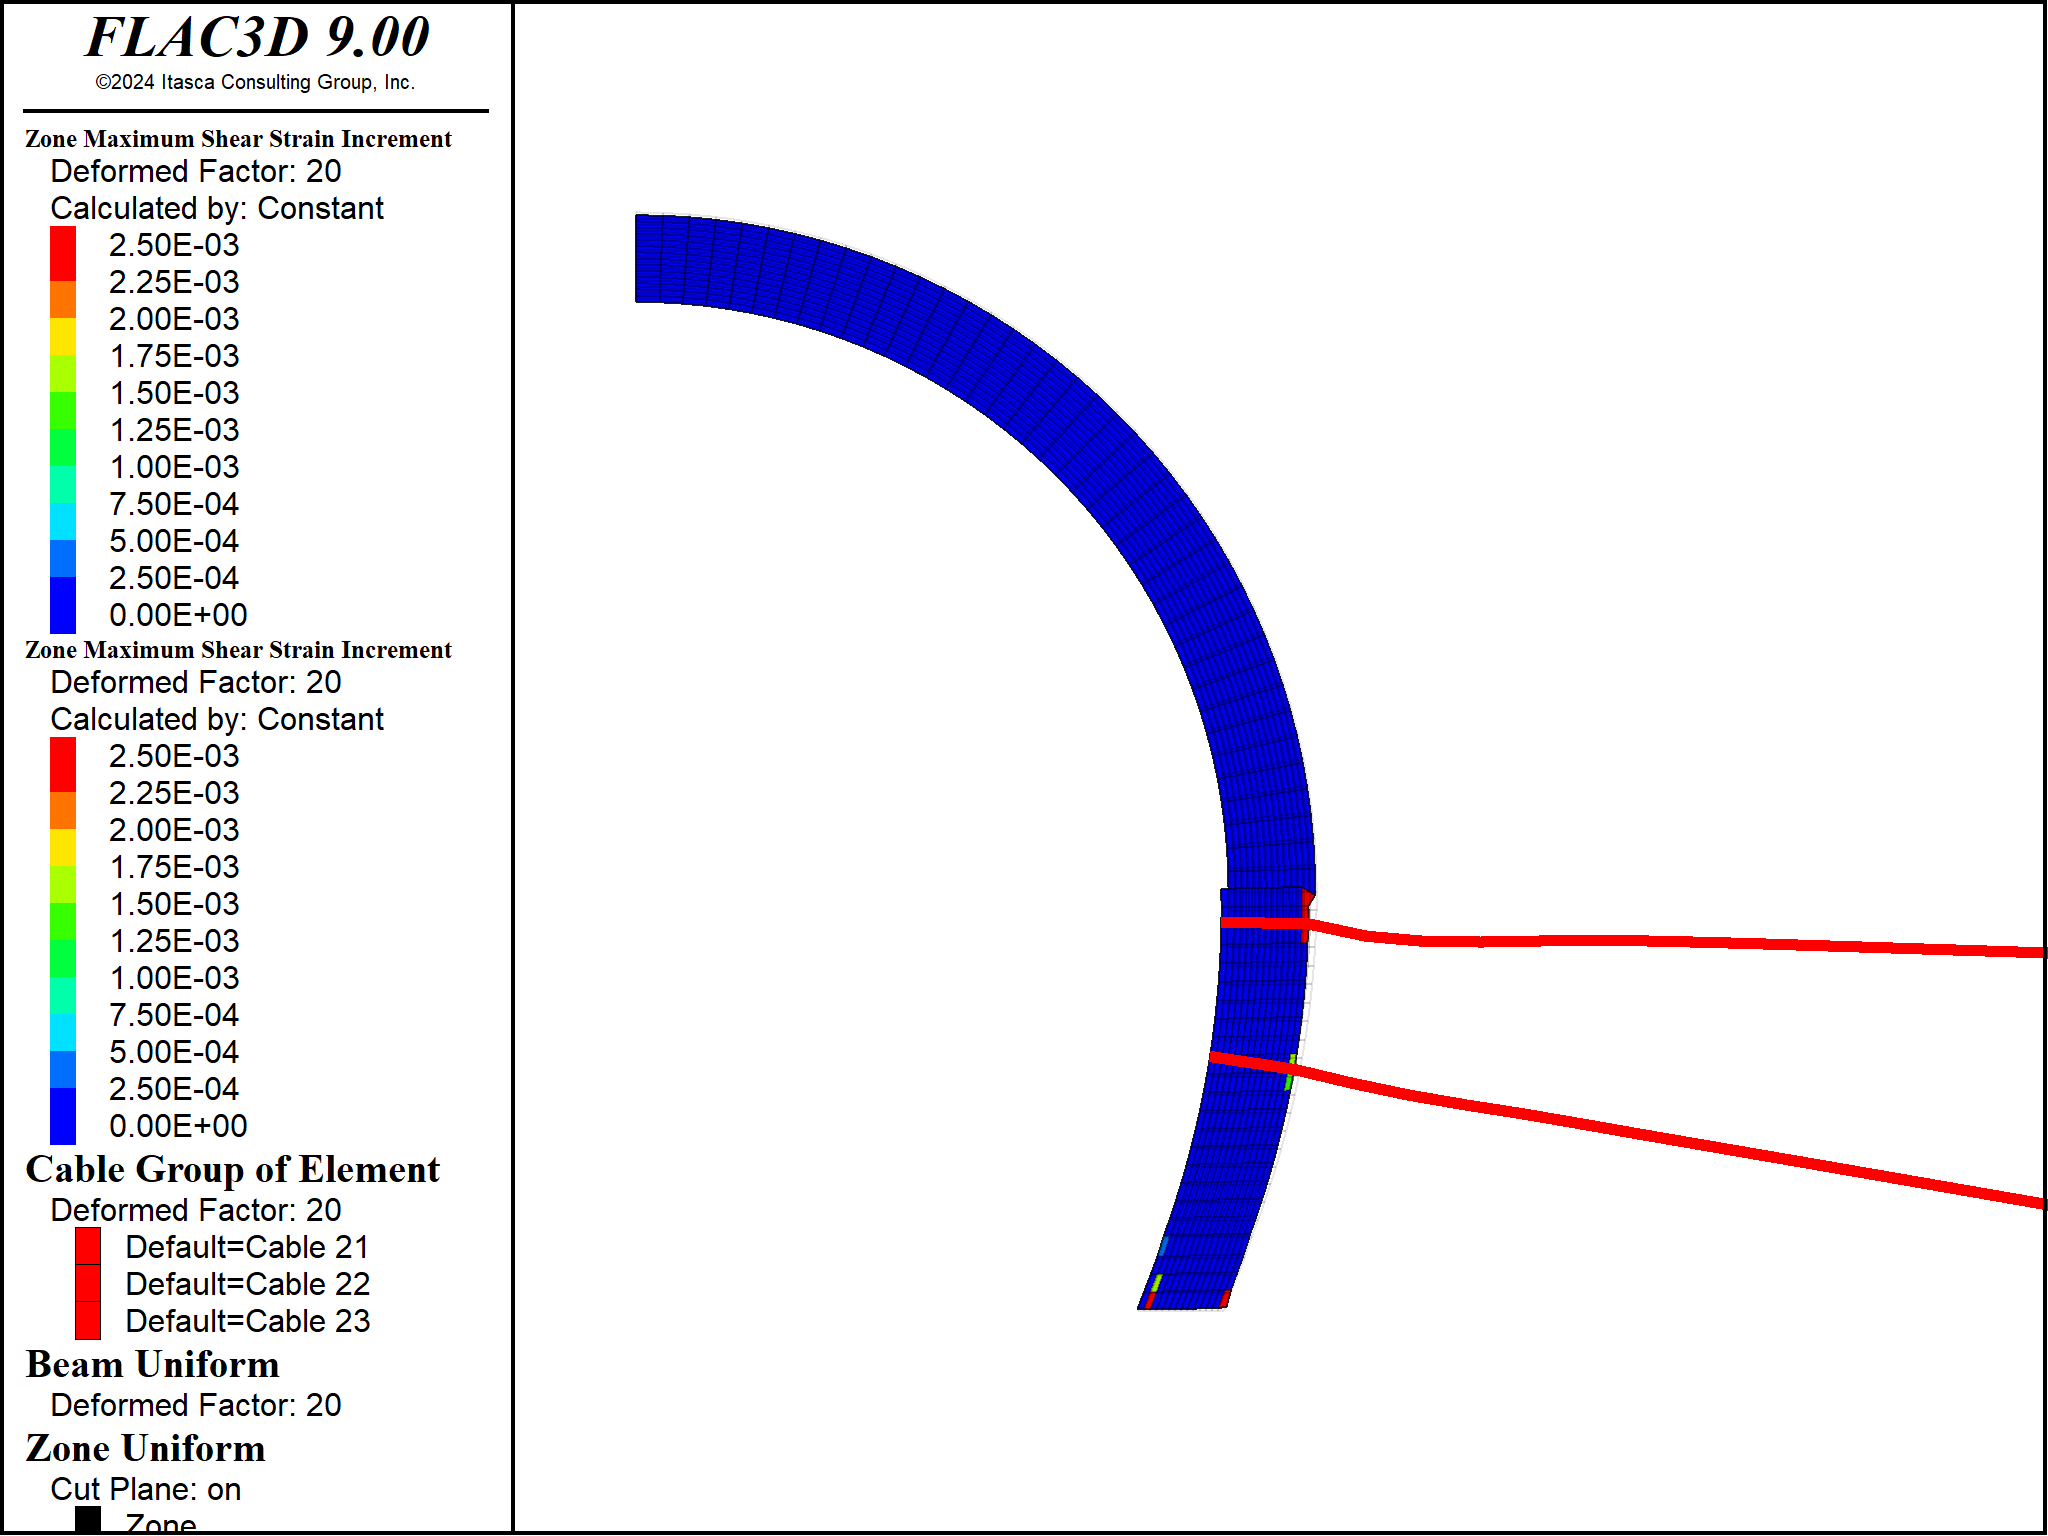 FLAC3D 9.00
©2024 Itasca Consulting Group, Inc.
Zone Maximum Shear Strain Increment
Deformed Factor: 20
Calculated by: Constant
2.50E-03
2.25E-03
2.00E-03
1.75E-03
1.50E-03
1.25E-03
1.00E-03
7.50E-04
5.00E-04
2.50E-04
0.00E+00
Zone Maximum Shear Strain Increment
Deformed Factor: 20
Calculated by: Constant
2.50E-03
2.25E-03
2.00E-03
1.75E-03
1.50E-03
1.25E-03
1.00E-03
7.50E-04
5.00E-04
2.50E-04
0.00E+00
Cable Group of Element
Deformed Factor: 20
Default=Cable 21
Default=Cable 22
Default=Cable 23
Beam Uniform
Deformed Factor: 20
Zone Uniform
Cut Plane: on
Zone